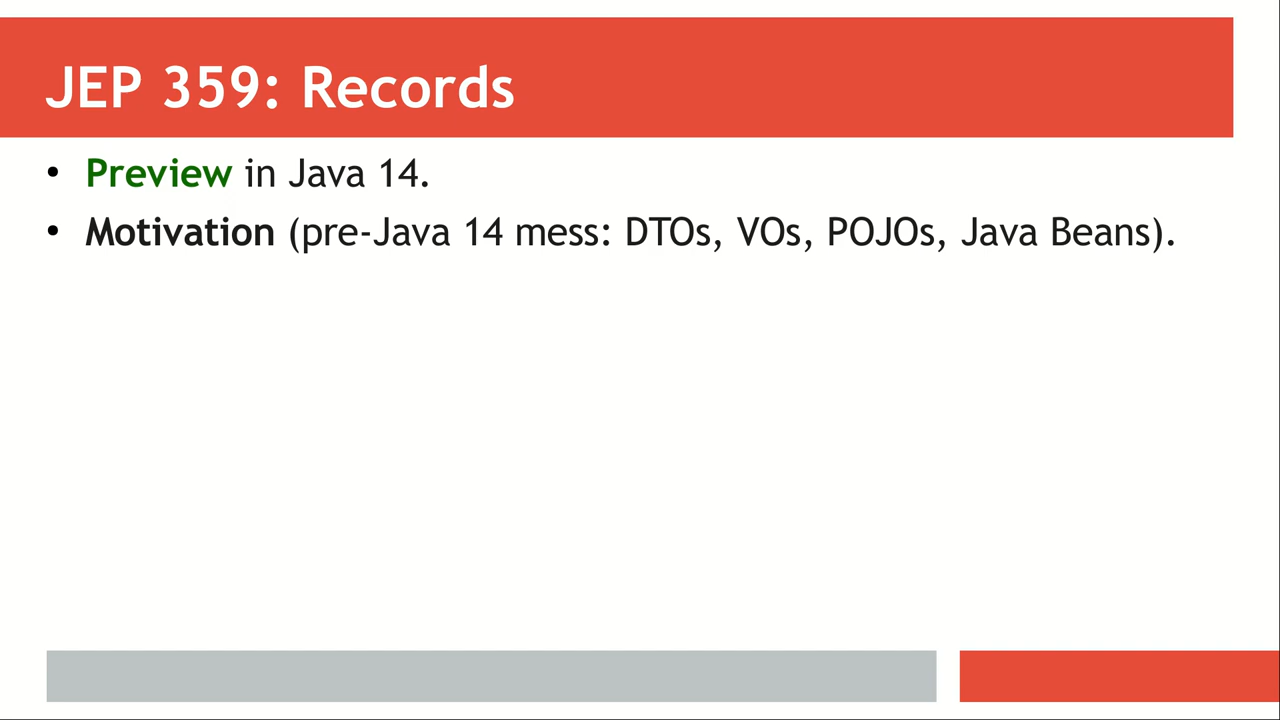 JEP 359: Records
• Preview in Java 14.
• Motivation (pre-Java 14 mess: DTOs, VOs, POJOs, Java Beans).